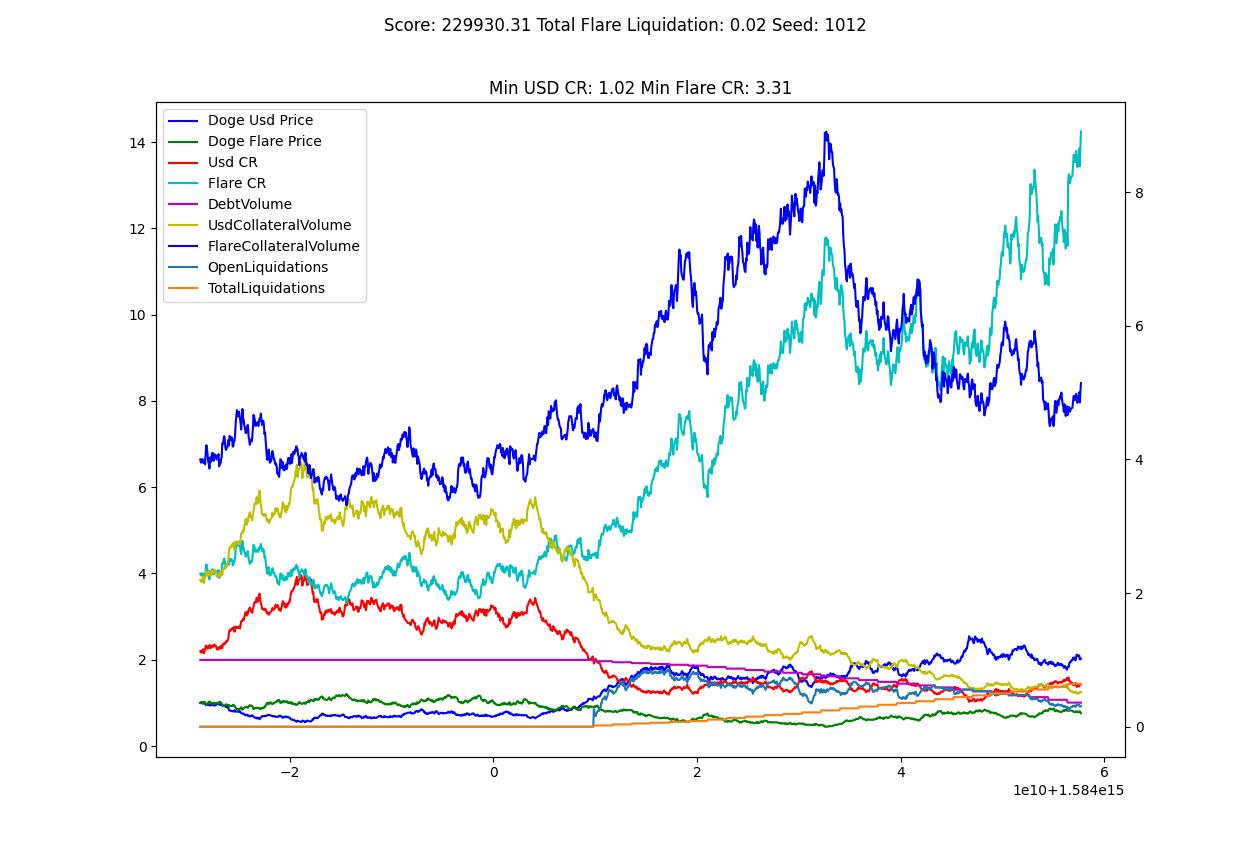 Score: 229930.31 Total Flare Liquidation: 0.02 Seed: 1012
Min USD CR: 1.02 Min Flare CR: 3.31
Doge Usd Price
Doge Flare Price
Usd CR
Flare CR
DebtVolume
UsdCollateralVolume
FlareCollateralVolume
OpenLiquidations
TotalLiquidations
14
12
10
8
6
4
2
0
8
6
4
2
0
−2 0 2 4 6
1e10+1.584e15